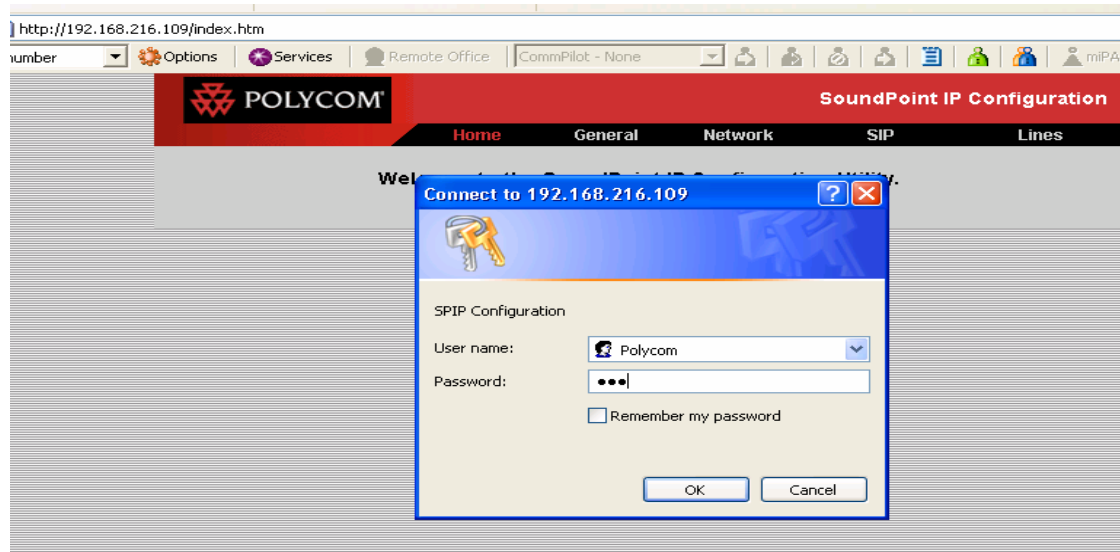 http://192.168.216.109/index.htm
number Options Services Remote Office CommPilot - None miPA
POLYCOM
SoundPoint IP Configuration
Home General Network SIP Lines
Connect to 192.168.216.109
SPIP Configuration
User name: Polycom
Password: •••
Remember my password
OK Cancel